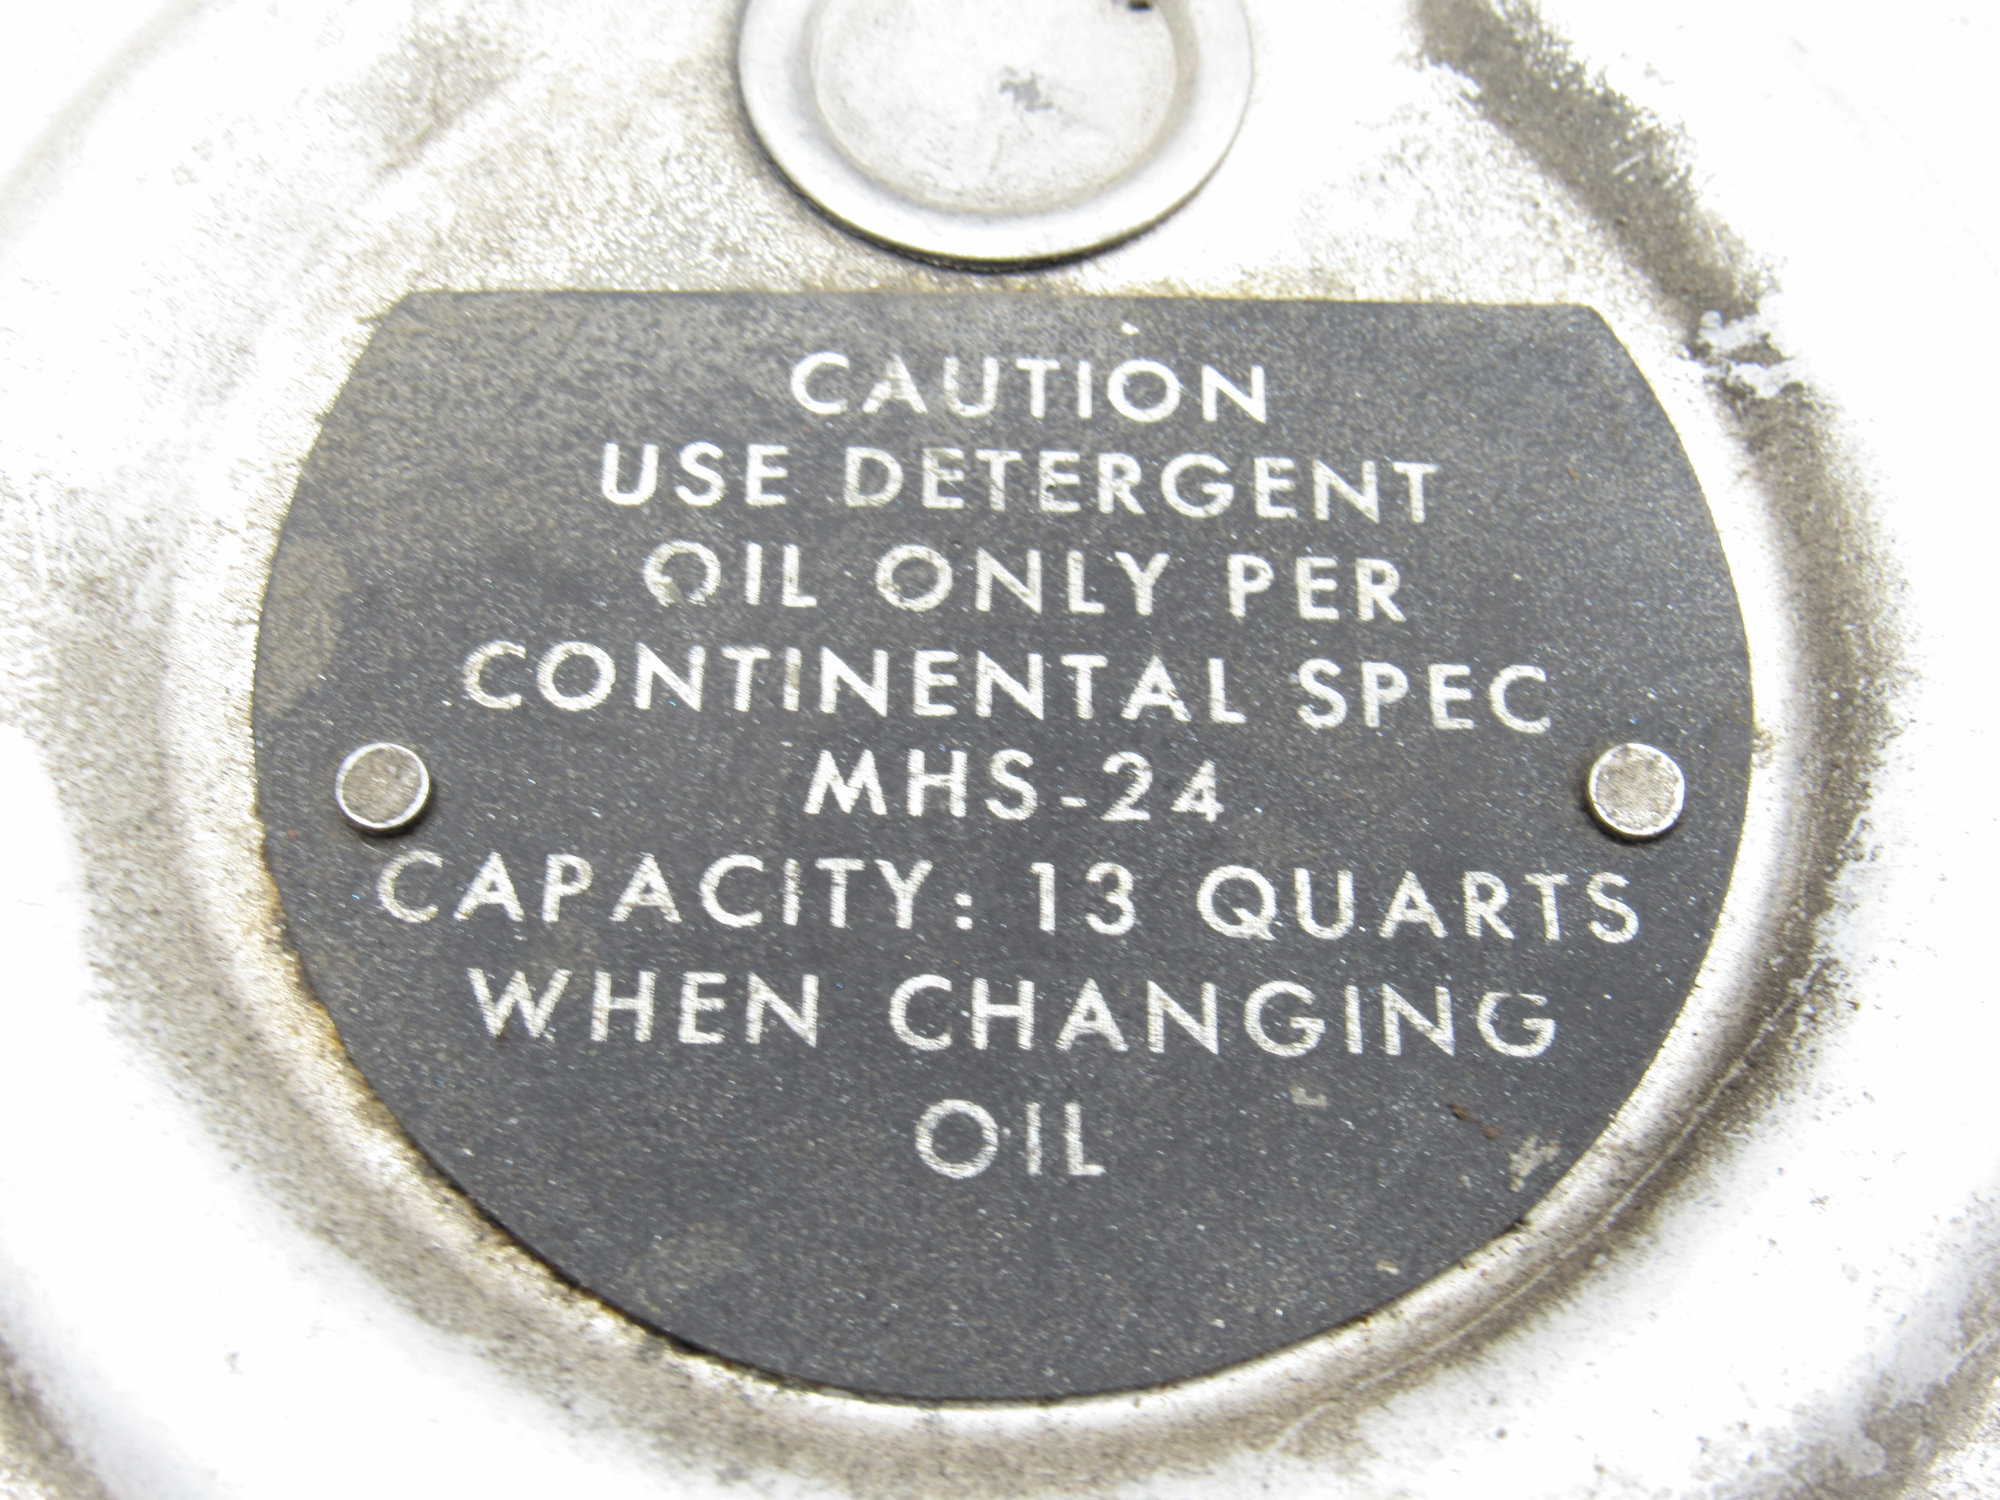 CAUTION
USE DETERGENT
OIL ONLY PER
CONTINENTAL SPEC
MHS-24
CAPACITY: 13 QUARTS
WHEN CHANGING
OIL